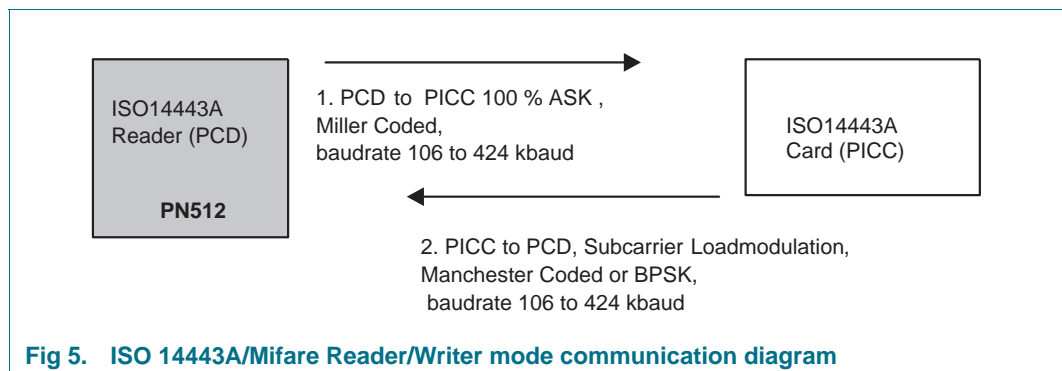 ISO14443A
Reader (PCD)
PN512
1. PCD to PICC 100 % ASK ,
Miller Coded,
baudrate 106 to 424 kbaud
ISO14443A
Card (PICC)
2. PICC to PCD, Subcarrier Loadmodulation,
Manchester Coded or BPSK,
baudrate 106 to 424 kbaud
Fig 5. ISO 14443A/Mifare Reader/Writer mode communication diagram